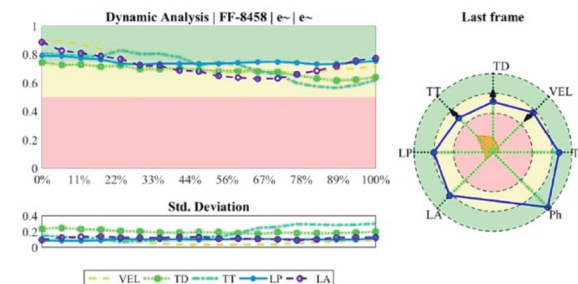 Dynamic Analysis | FF-8458 | e~ | e~
1
0.8
0.6
0.4
0.2
0
0% 11% 22% 33% 44% 56% 67% 78% 89% 100%
Std. Deviation
0.4
0.2
0
VEL TD TT LP LA
Last frame
TD
TT VEL
LP
LA Ph